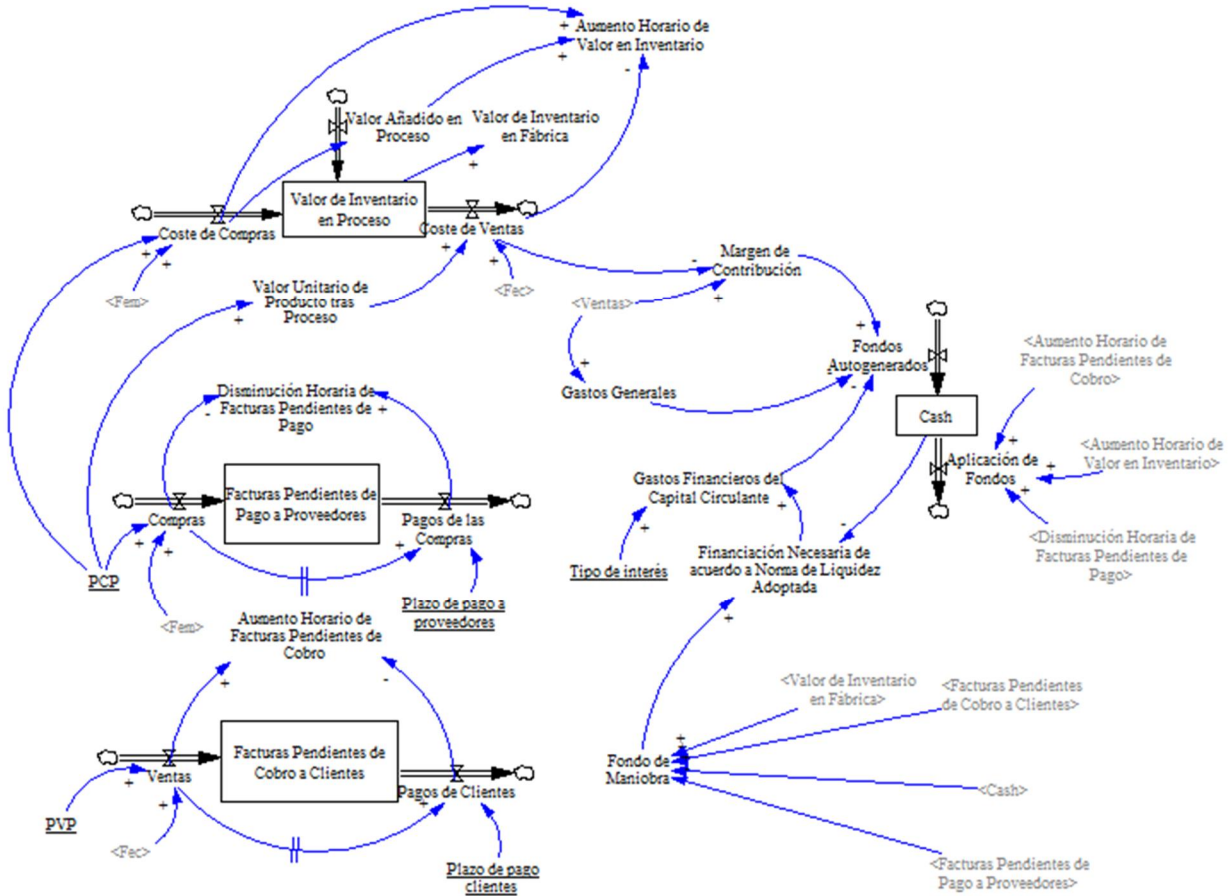 Aumento Horario de
Valor en Inventario
+
+
-
Valor Añadido en
Proceso
Valor de Inventario
en Fábrica
+
Valor de Inventario
en Proceso
Coste de Compras
Coste de Ventas
+
+
+
+
<Fem>
<Fec>
Valor Unitario de
Producto tras
Proceso
+
Margen de
Contribución
-
+
<Ventas>
+
Gastos Generales
+
Fondos
Autogenerados
-
-
Cash
<Aumento Horario de
Facturas Pendientes de
Cobro>
<Aumento Horario de
Valor en Inventario>
<Disminución Horaria de
Facturas Pendientes de
Pago>
Aplicación de
Fondos
+
+
+
Disminución Horaria de
Facturas Pendientes de
Pago
-
+
Facturas Pendientes de
Pago a Proveedores
Compras
Pagos de las
Compras
+
+
+
+
PCP
<Fem>
Plazo de pago a
proveedores
Gastos Financieros del
Capital Circulante
+
+
Tipo de interés
Financiación Necesaria de
acuerdo a Norma de Liquidez
Adoptada
-
+
Aumento Horario de
Facturas Pendientes de
Cobro
+
-
Facturas Pendientes de
Cobro a Clientes
Ventas
Pagos de Clientes
+
+
+
+
PVP
<Fec>
Plazo de pago
clientes
<Valor de Inventario
en Fábrica>
<Facturas Pendientes
de Cobro a Clientes>
Fondo de
Maniobra
+
<Cash>
<Facturas Pendientes de
Pago a Proveedores>